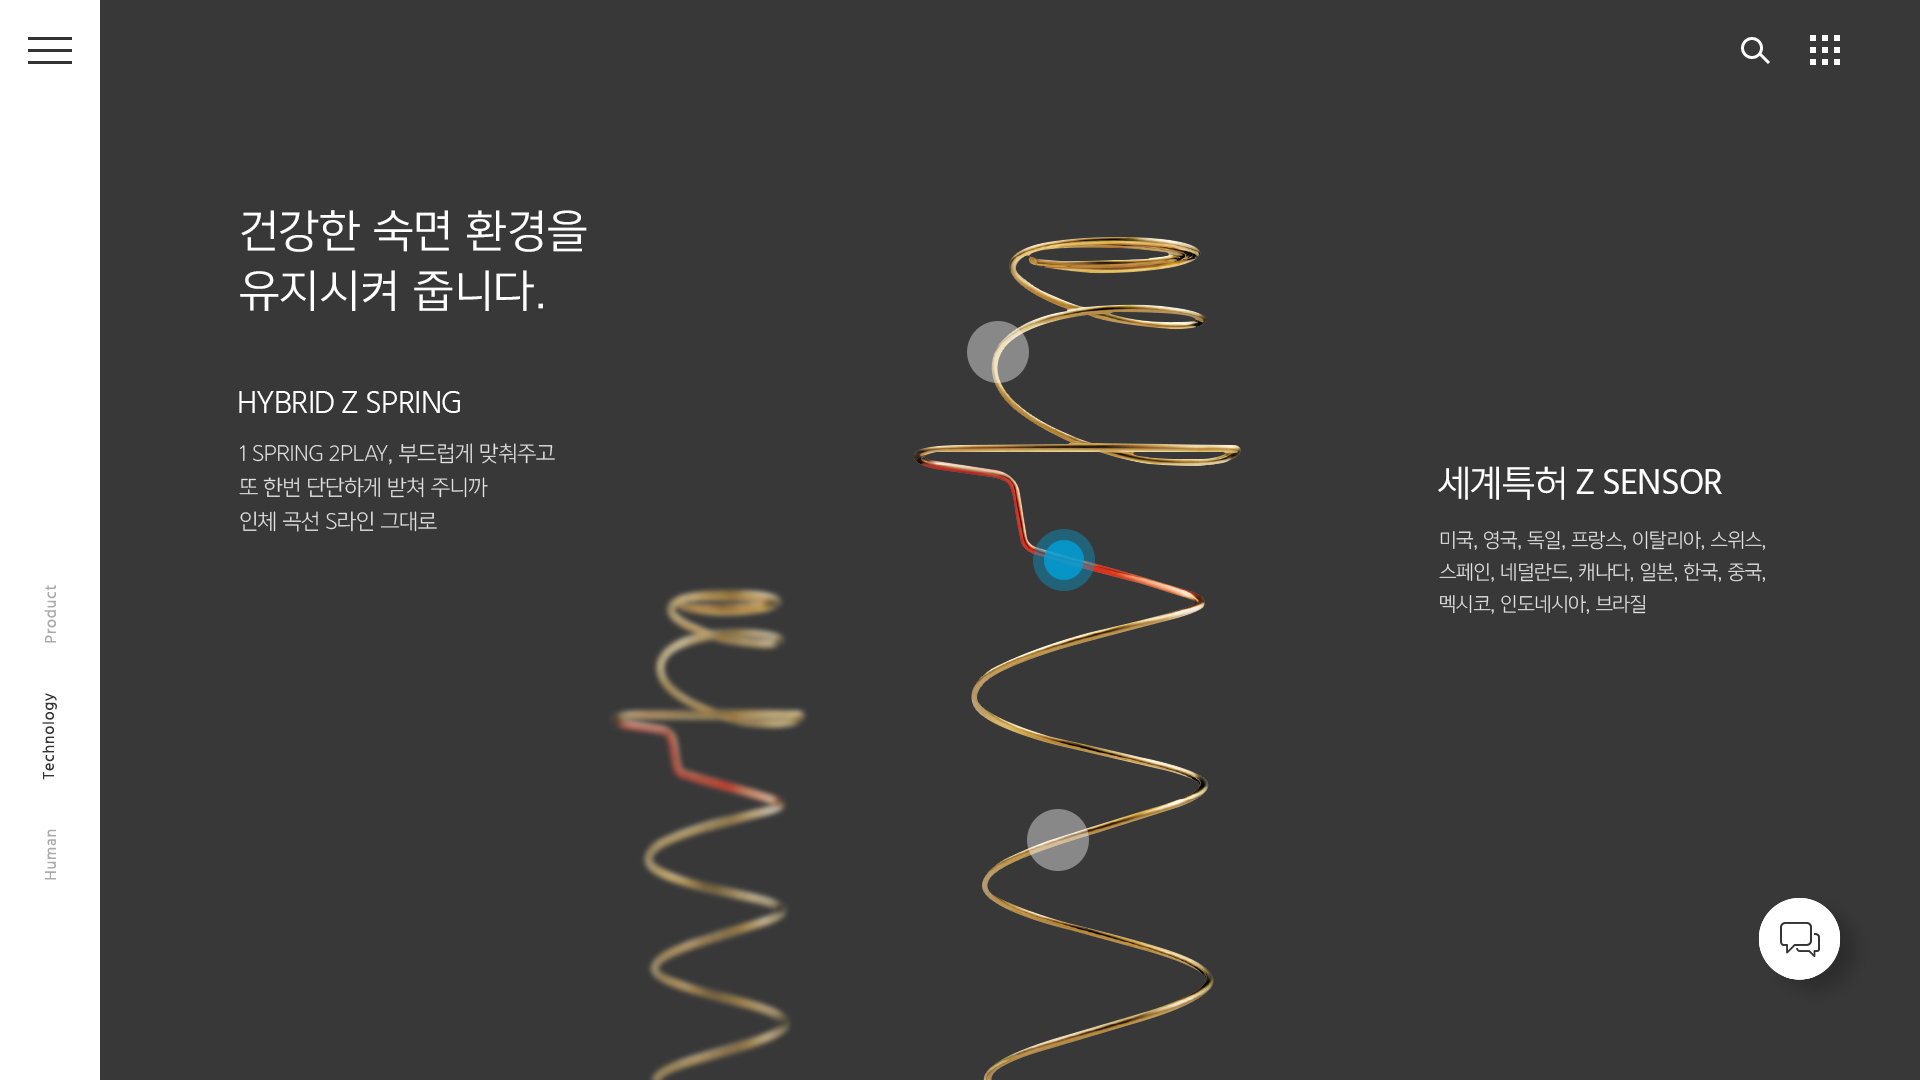 건강한 숙면 환경을
유지시켜 줍니다.
HYBRID Z SPRING
1 SPRING 2PLAY, 부드럽게 맞춰주고
또 한번 단단하게 받쳐 주니까
인체 곡선 S라인 그대로
세계특허 Z SENSOR
미국, 영국, 독일, 프랑스, 이탈리아, 스위스,
스페인, 네덜란드, 캐나다, 일본, 한국, 중국,
멕시코, 인도네시아, 브라질
Product
Technology
Human